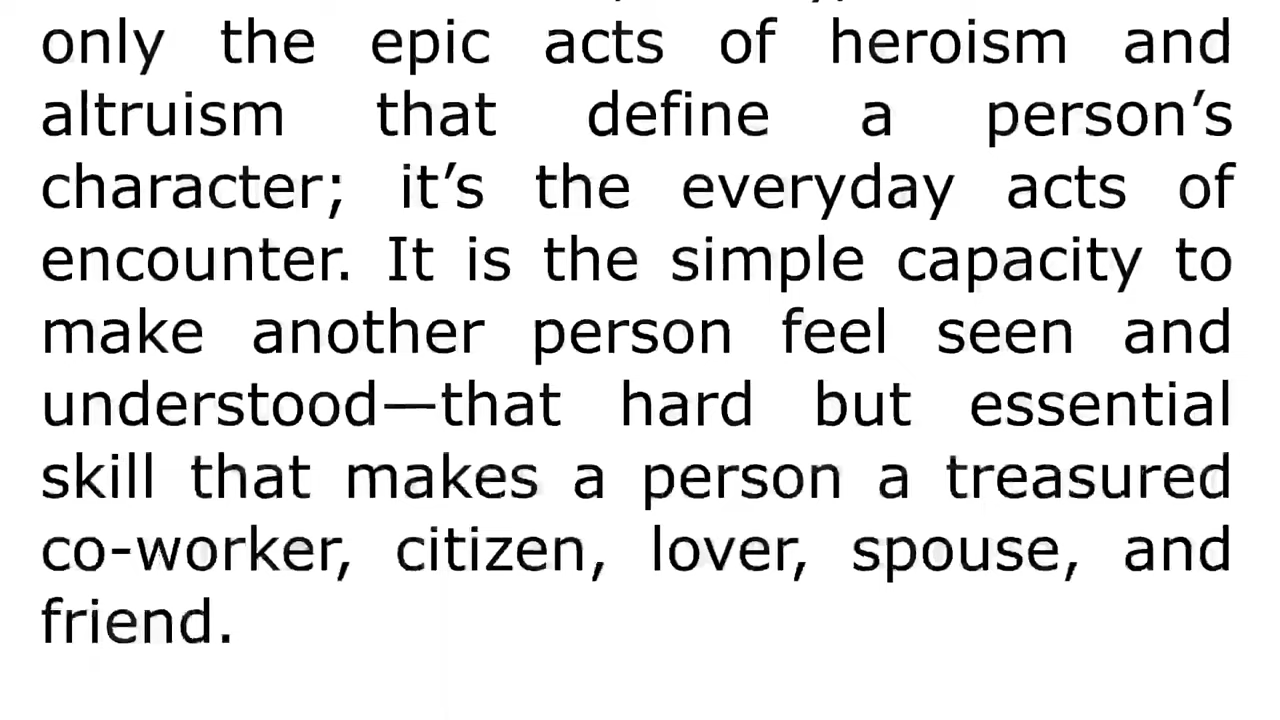 only the epic acts of heroism and
altruism that define a person’s
character; it’s the everyday acts of
encounter. It is the simple capacity to
make another person feel seen and
understood—that hard but essential
skill that makes a person a treasured
co-worker, citizen, lover, spouse, and
friend.